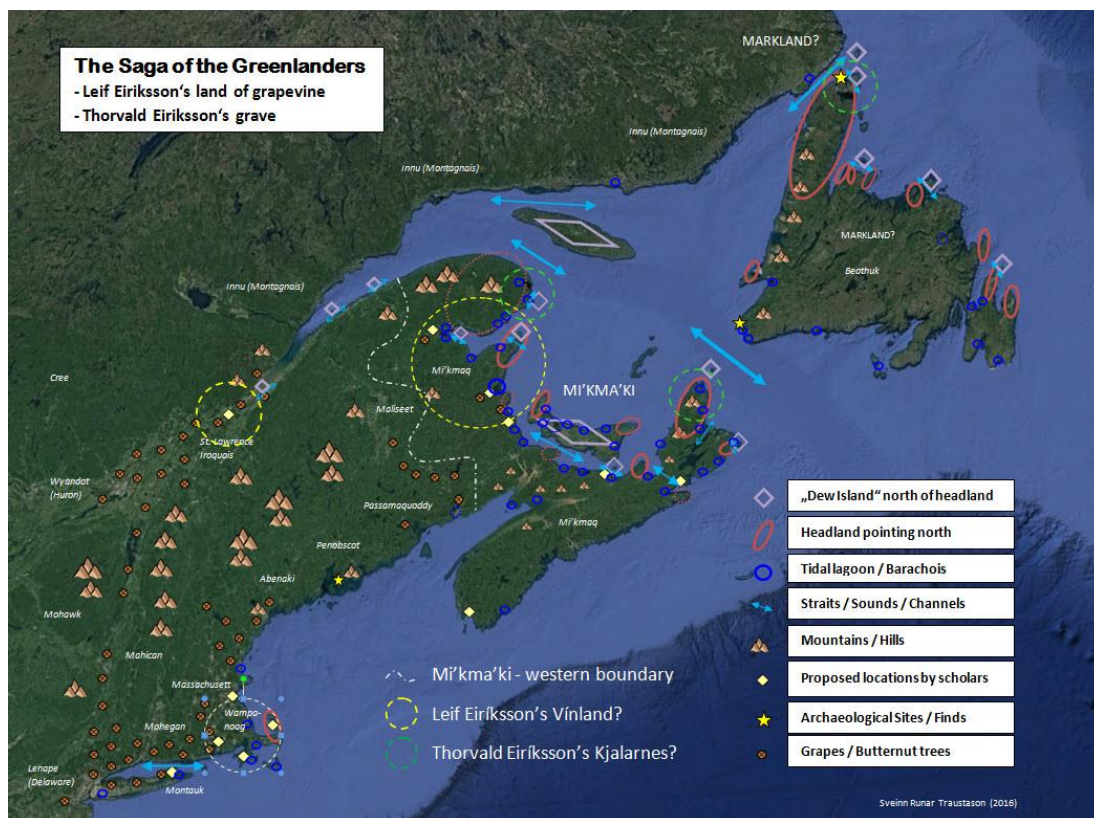 The Saga of the Greenlanders
- Leif Eiriksson‘s land of grapevine
- Thorvald Eiriksson‘s grave
MARKLAND?
Innu (Montagnais)
Innu (Montagnais)
MARKLAND?
Beothuk
Innu (Montagnais)
Cree
Mi’kmaq
MI’KMA’KI
Maliseet
St. Lawrence
Iroquois
Wyandot
(Huron)
Passamaquoddy
Mi’kmaq
Penobscot
Abenaki
Mohawk
Mahican
Massachusett
Wampa-
noag
Mohegan
Lenape
(Delaware)
Montauk
Mi’kma’ki - western boundary
Leif Eiríksson’s Vínland?
Thorvald Eiríksson’s Kjalarnes?
„Dew Island“ north of headland
Headland pointing north
Tidal lagoon / Barachois
Straits / Sounds / Channels
Mountains / Hills
Proposed locations by scholars
Archaeological Sites / Finds
Grapes / Butternut trees
Sveinn Runar Traustason (2016)